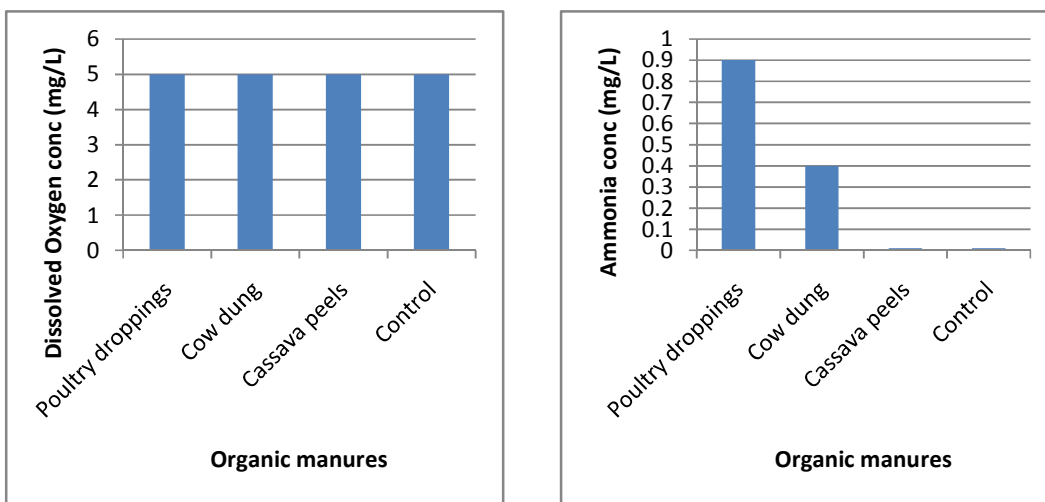 Dissolved Oxygen conc (mg/L)
6
5
4
3
2
1
0
Poultry droppings
Cow dung
Cassava peels
Control
Organic manures
Ammonia conc (mg/L)
1
0.9
0.8
0.7
0.6
0.5
0.4
0.3
0.2
0.1
0
Poultry droppings
Cow dung
Cassava peels
Control
Organic manures